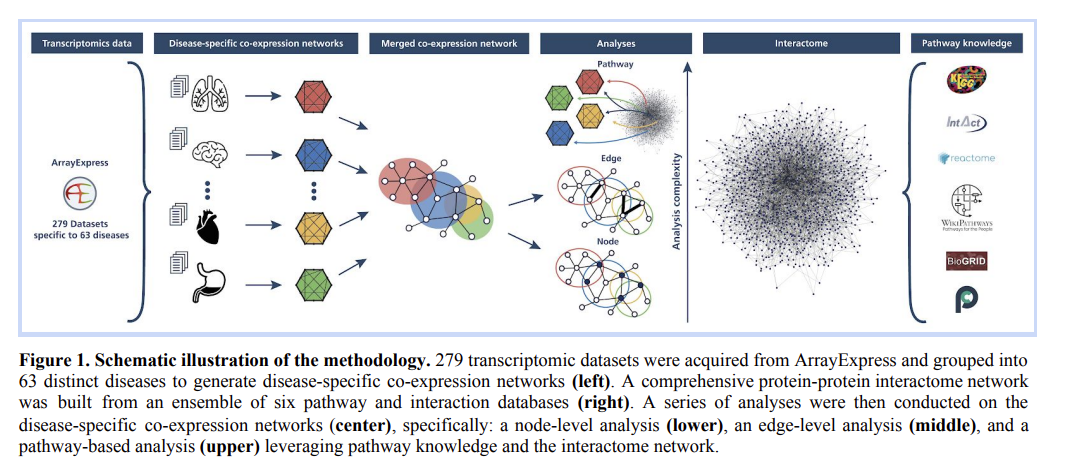 Transcriptomics data
Disease-specific co-expression networks
Merged co-expression network
Analyses
Interactome
Pathway knowledge
ArrayExpress
279 Datasets
specific to 63 diseases
Pathway
Edge
Node
Analysis complexity
KEGG
IntAct
reactome
WIKIPATHWAYS
Pathways for the People
BioGRID
Figure 1. Schematic illustration of the methodology. 279 transcriptomic datasets were acquired from ArrayExpress and grouped into
63 distinct diseases to generate disease-specific co-expression networks (left). A comprehensive protein-protein interactome network
was built from an ensemble of six pathway and interaction databases (right). A series of analyses were then conducted on the
disease-specific co-expression networks (center), specifically: a node-level analysis (lower), an edge-level analysis (middle), and a
pathway-based analysis (upper) leveraging pathway knowledge and the interactome network.